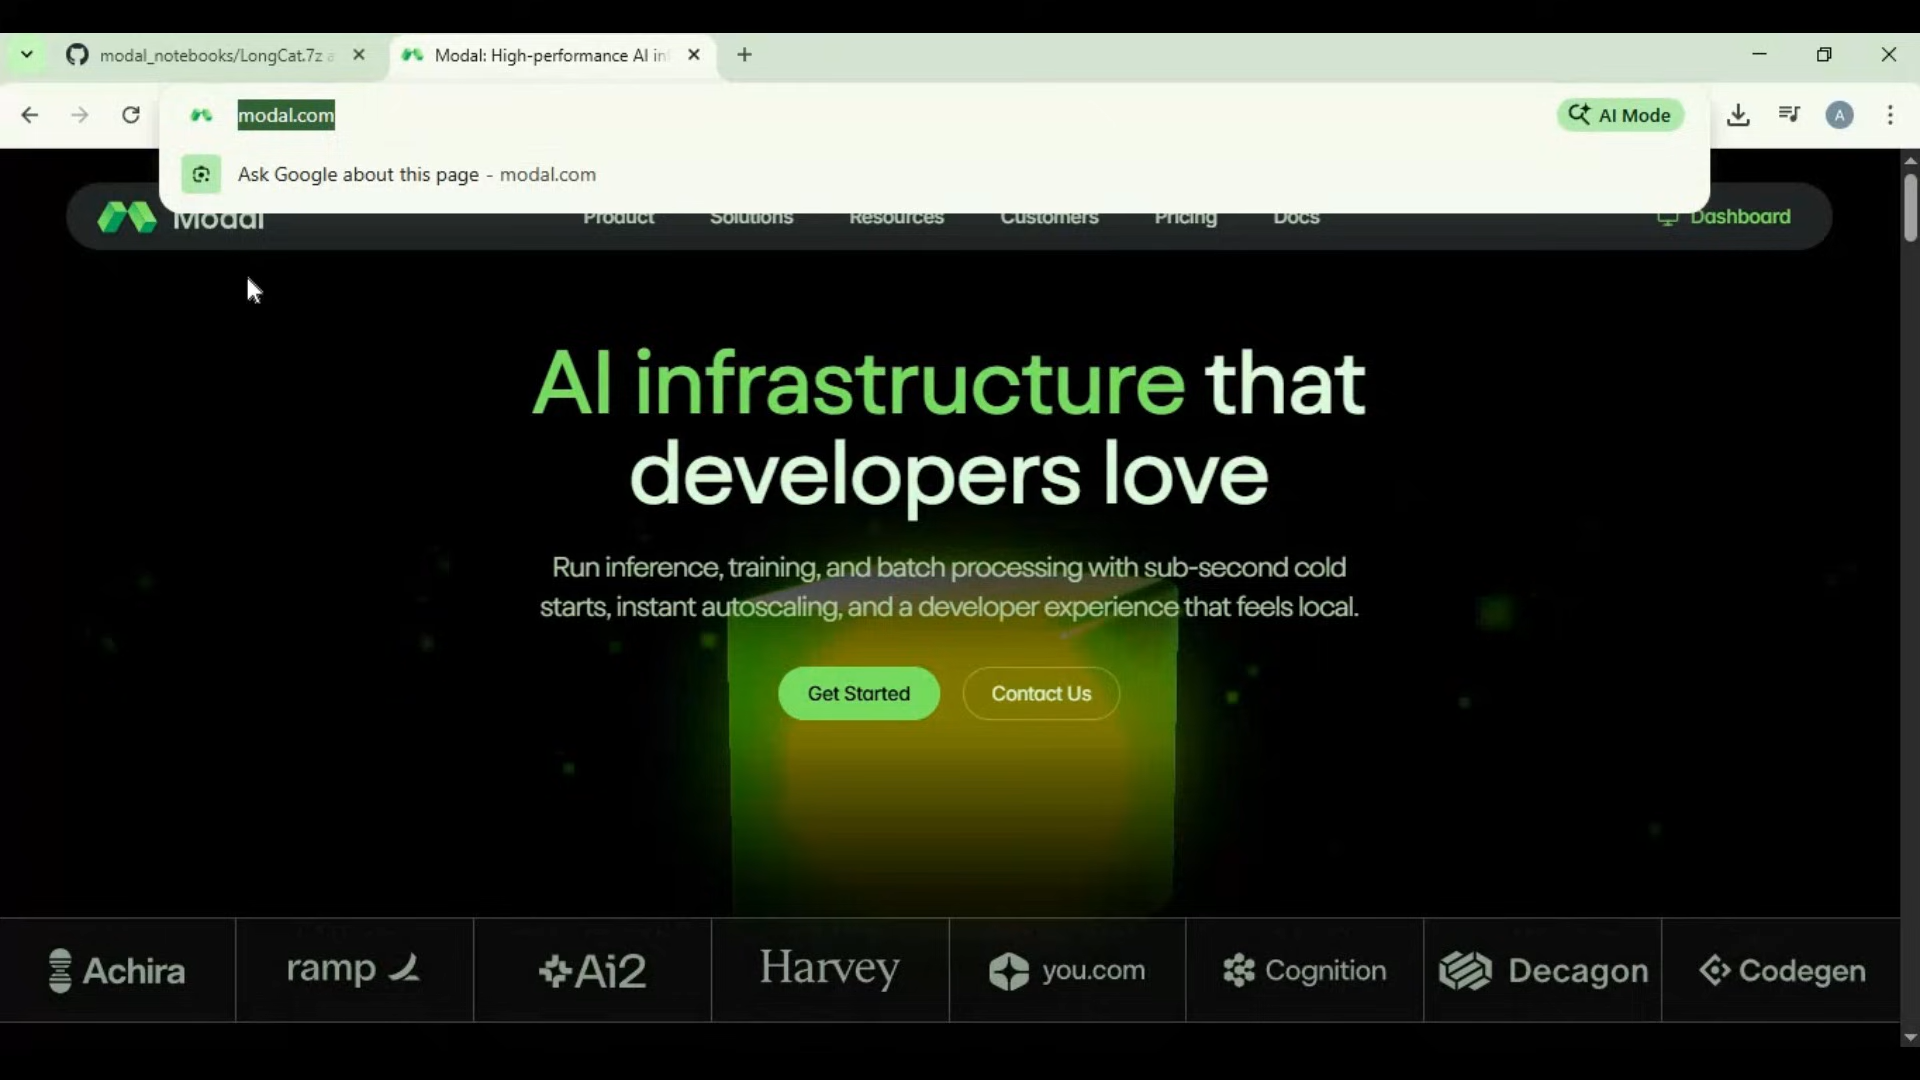 modal_notebooks/LongCat.7z a
Modal: High-performance AI in
modal.com
AI Mode
A
Ask Google about this page - modal.com
Modal
Product
Solutions
Resources
Customers
Pricing
Docs
Dashboard
AI infrastructure that
developers love
Run inference, training, and batch processing with sub-second cold
starts, instant autoscaling, and a developer experience that feels local.
Get Started
Contact Us
Achira
ramp
Ai2
Harvey
you.com
Cognition
Decagon
Codegen